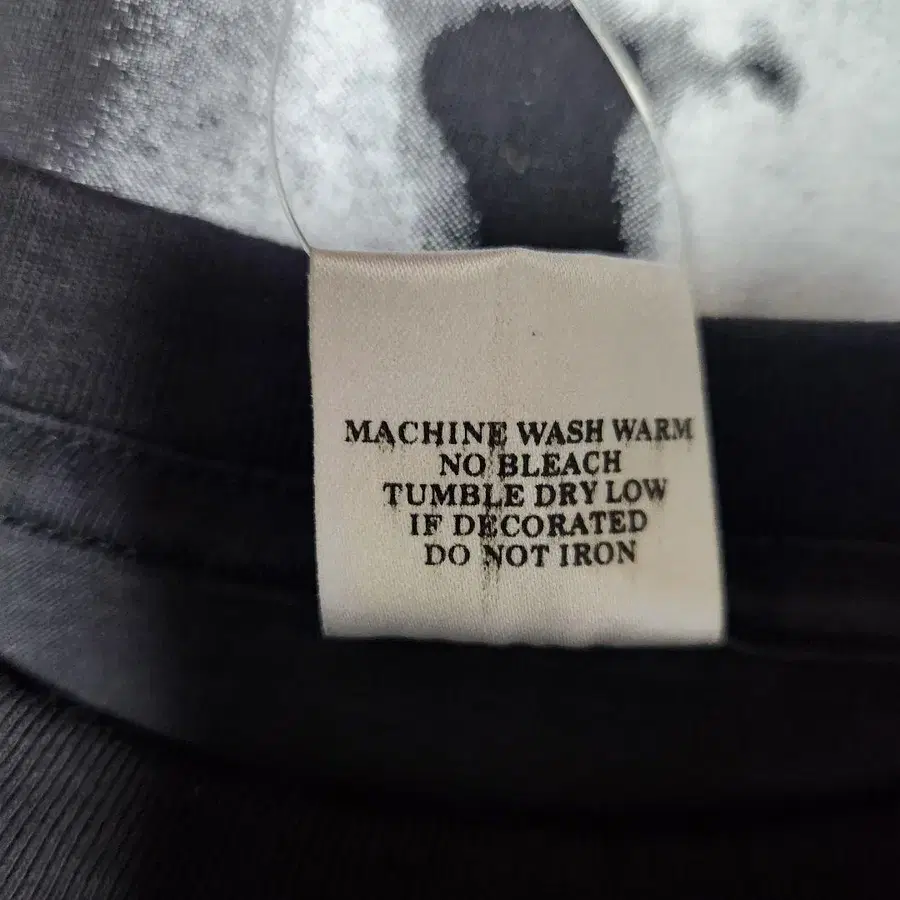 MACHINE WASH WARM
NO BLEACH
TUMBLE DRY LOW
IF DECORATED
DO NOT IRON